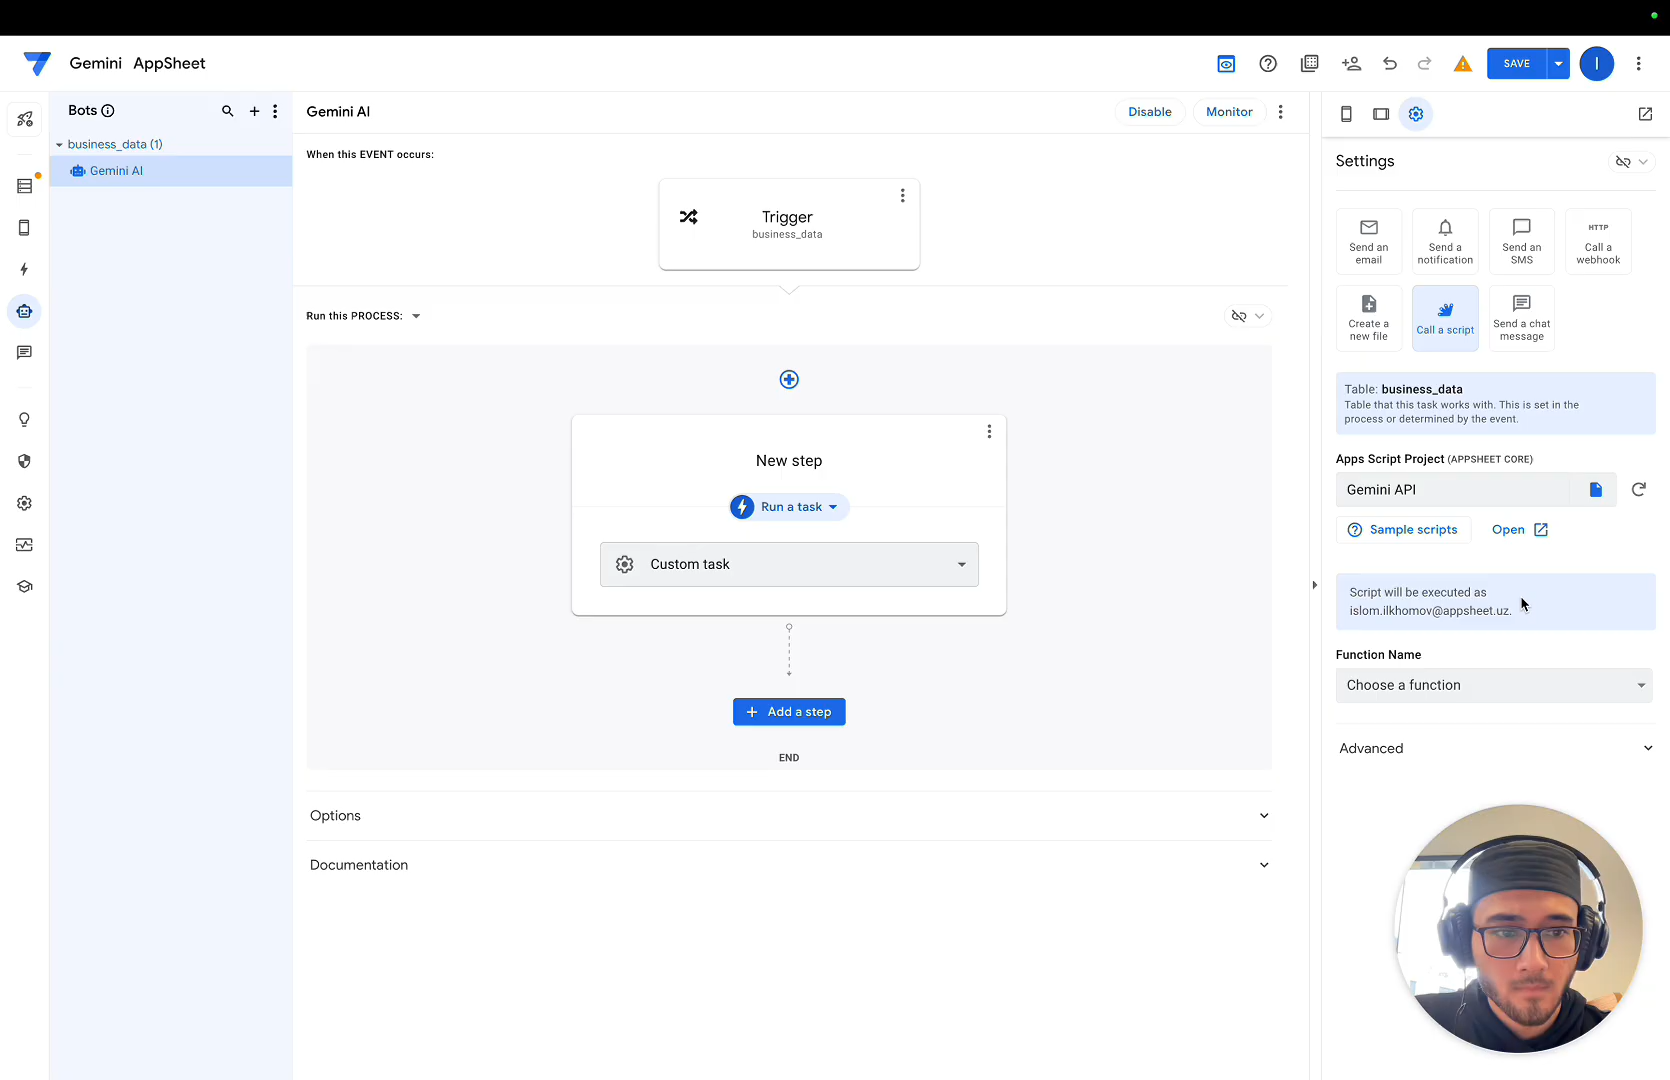 Gemini AppSheet
SAVE
I
Bots
business_data (1)
Gemini AI
Gemini AI
Disable
Monitor
When this EVENT occurs:
Trigger
business_data
Run this PROCESS:
New step
Run a task
Custom task
Add a step
END
Options
Documentation
Settings
Send an
email
Send a
notification
Send an
SMS
HTTP
Call a
webhook
Create a
new file
Call a script
Send a chat
message
Table: business_data
Table that this task works with. This is set in the
process or determined by the event.
Apps Script Project (APPSHEET CORE)
Gemini API
Sample scripts
Open
Script will be executed as
islom.ilkhomov@appsheet.uz.
Function Name
Choose a function
Advanced